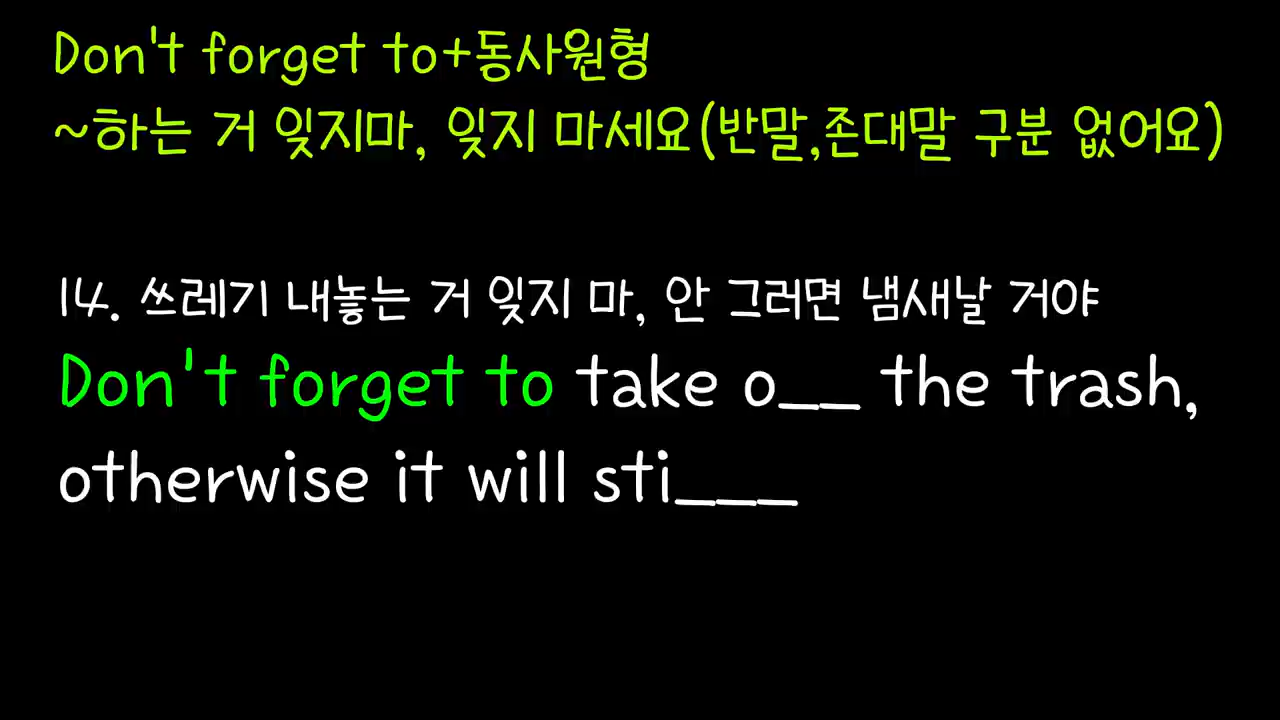 Don't forget to+동사원형
~하는 거 잊지마, 잊지 마세요(반말,존대말 구분 없어요)
14. 쓰레기 내놓는 거 잊지 마, 안 그러면 냄새날 거야
Don't forget to take o__ the trash,
otherwise it will sti___